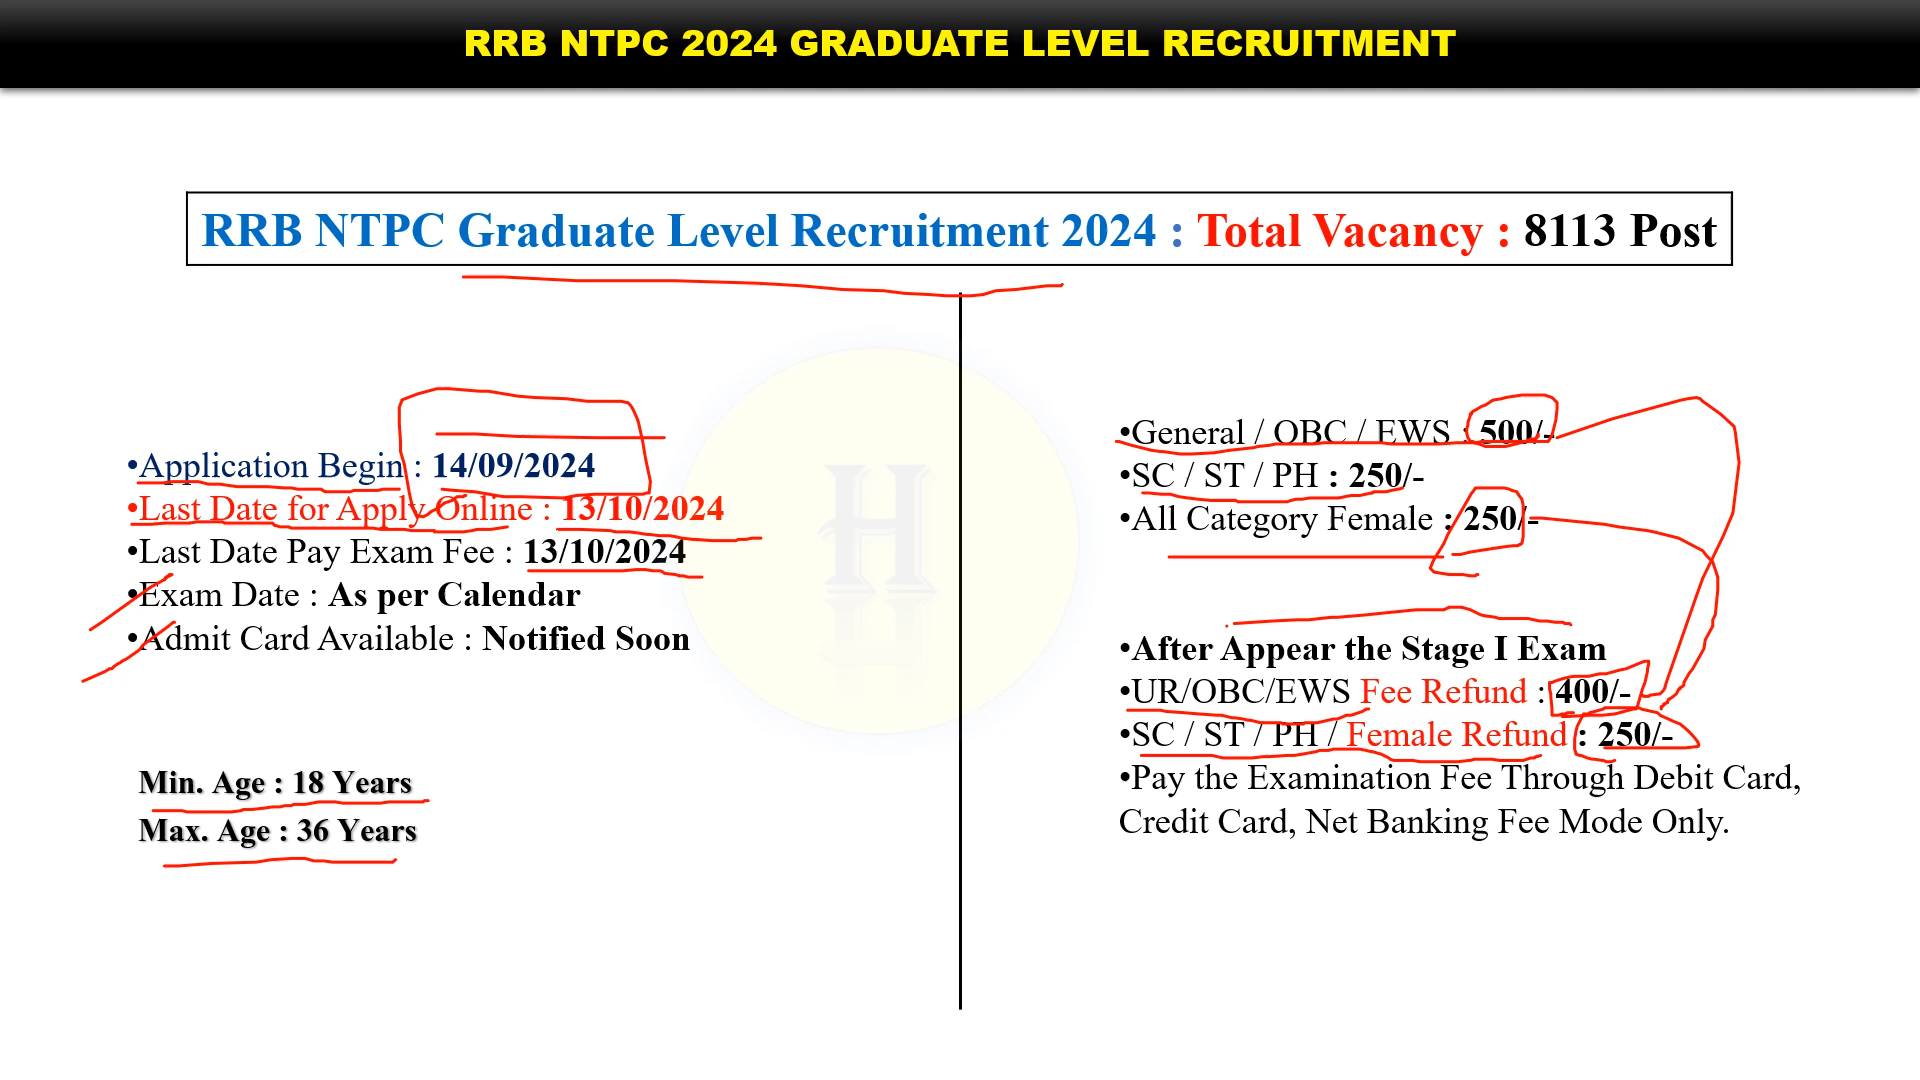 RRB NTPC 2024 GRADUATE LEVEL RECRUITMENT
RRB NTPC Graduate Level Recruitment 2024 : Total Vacancy : 8113 Post
•Application Begin : 14/09/2024
•Last Date for Apply Online : 13/10/2024
•Last Date Pay Exam Fee : 13/10/2024
•Exam Date : As per Calendar
•Admit Card Available : Notified Soon
Min. Age : 18 Years
Max. Age : 36 Years
•General / OBC / EWS : 500/-
•SC / ST / PH : 250/-
•All Category Female : 250/-
•After Appear the Stage I Exam
•UR/OBC/EWS Fee Refund : 400/-
•SC / ST / PH / Female Refund : 250/-
•Pay the Examination Fee Through Debit Card,
Credit Card, Net Banking Fee Mode Only.
H